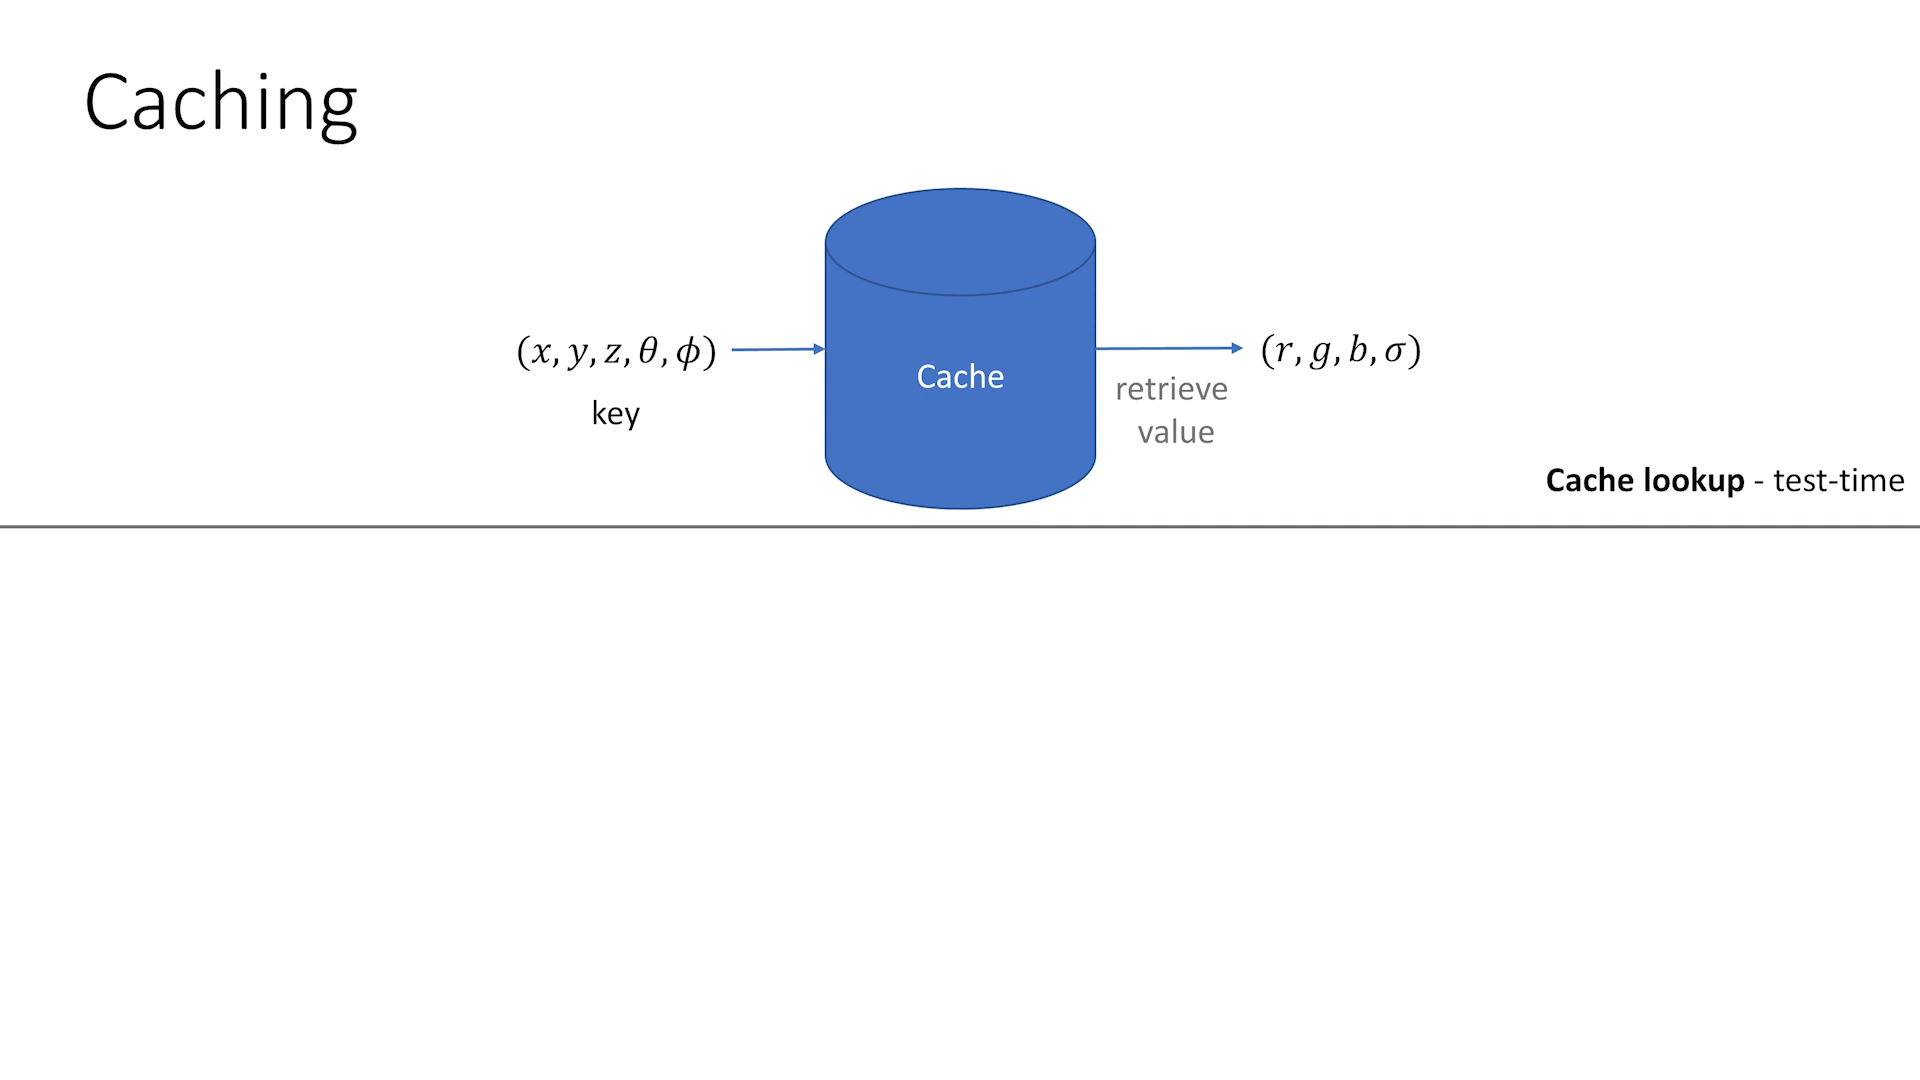 Caching
(x, y, z, θ, ϕ)
key
Cache
retrieve
value
(r, g, b, σ)
Cache lookup - test-time